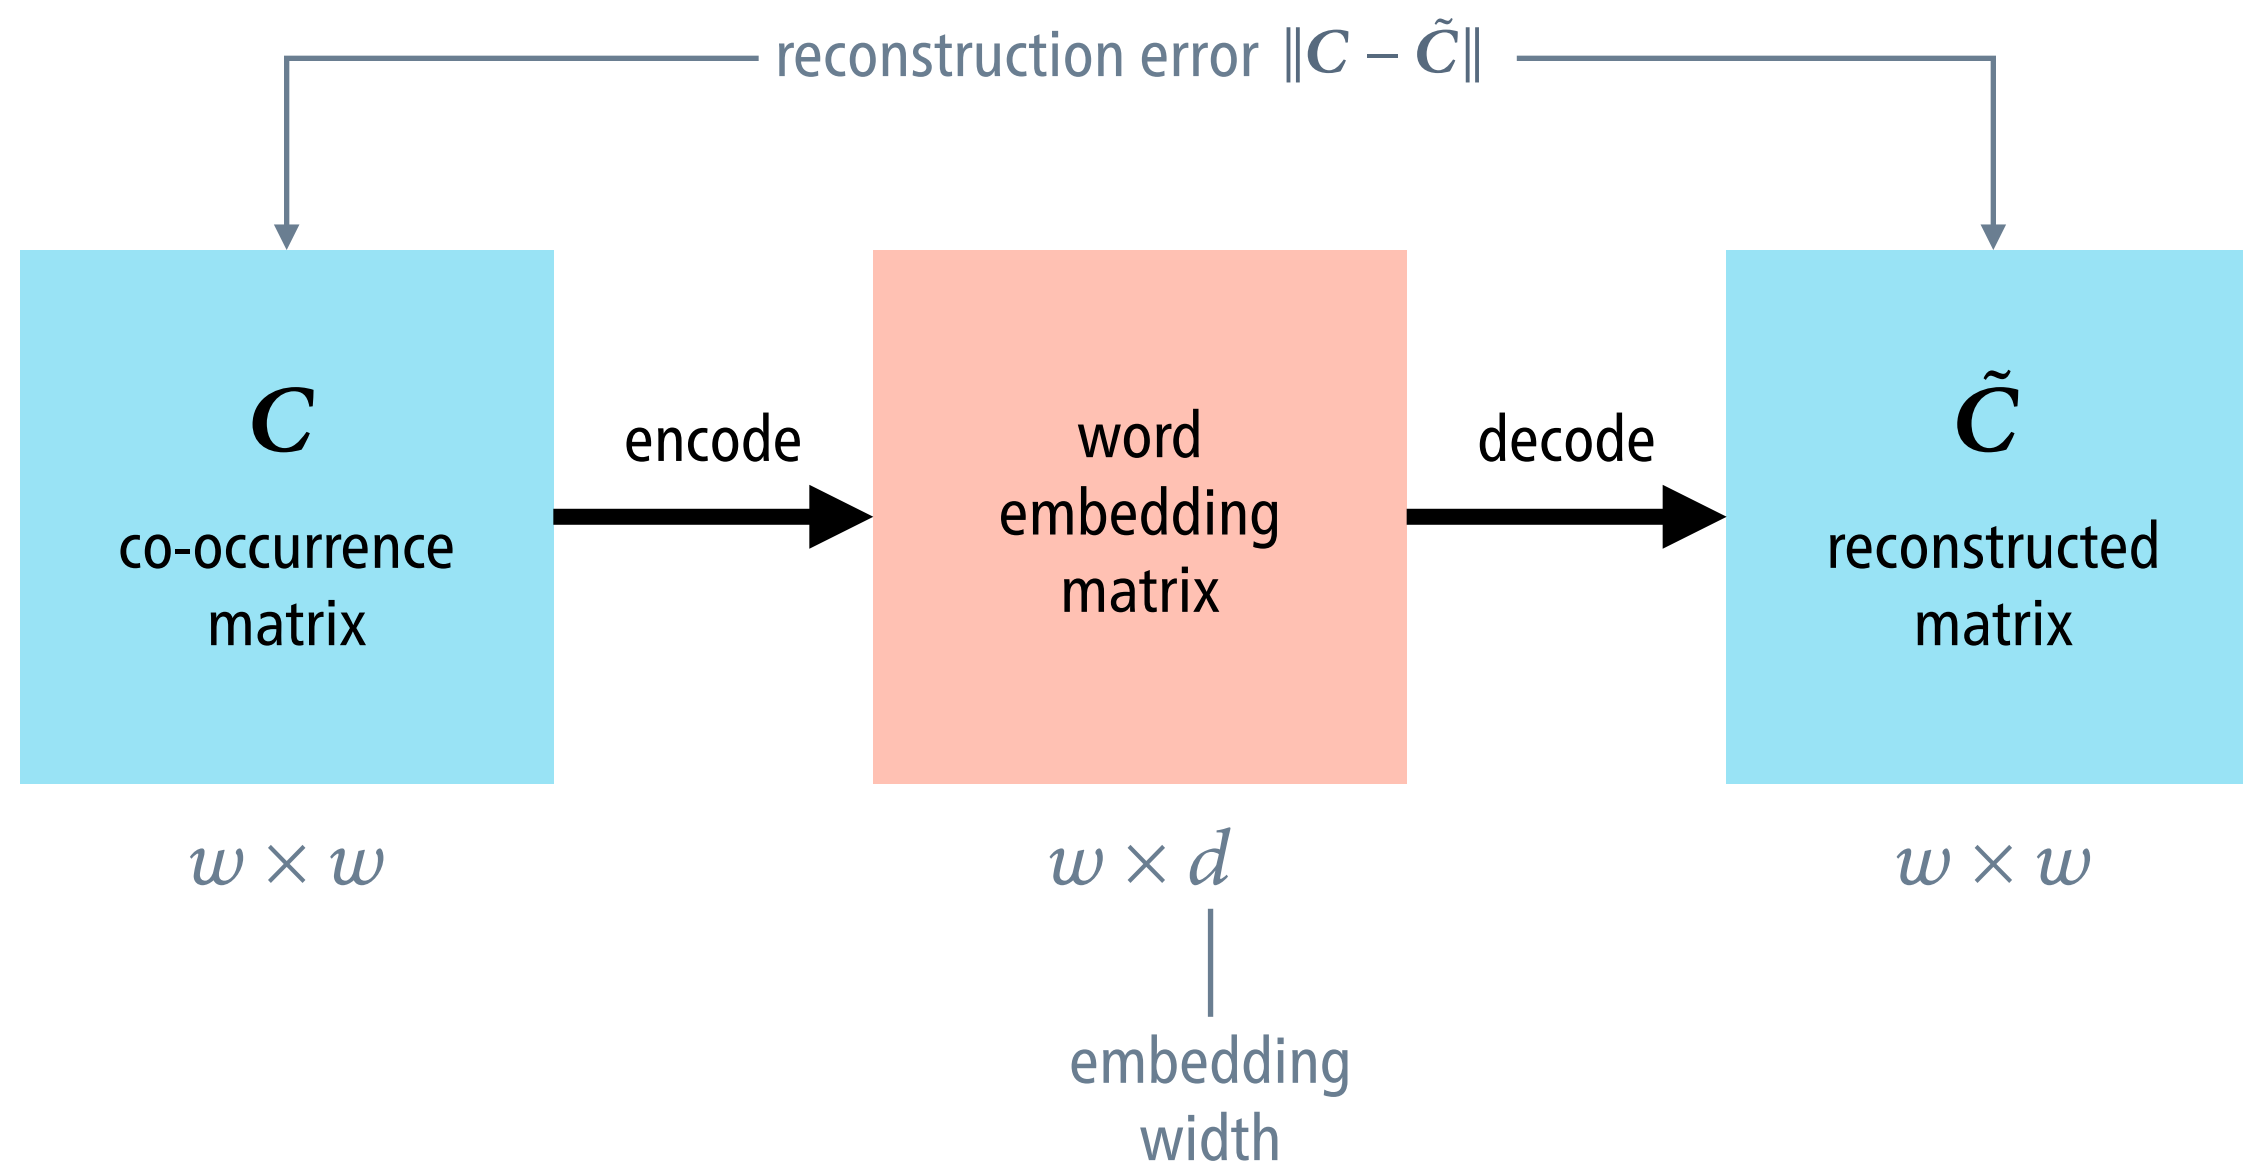 reconstruction error ‖C − C̃‖
C
co-occurrence
matrix
encode
word
embedding
matrix
decode
C̃
reconstructed
matrix
w × w
w × d
w × w
embedding
width